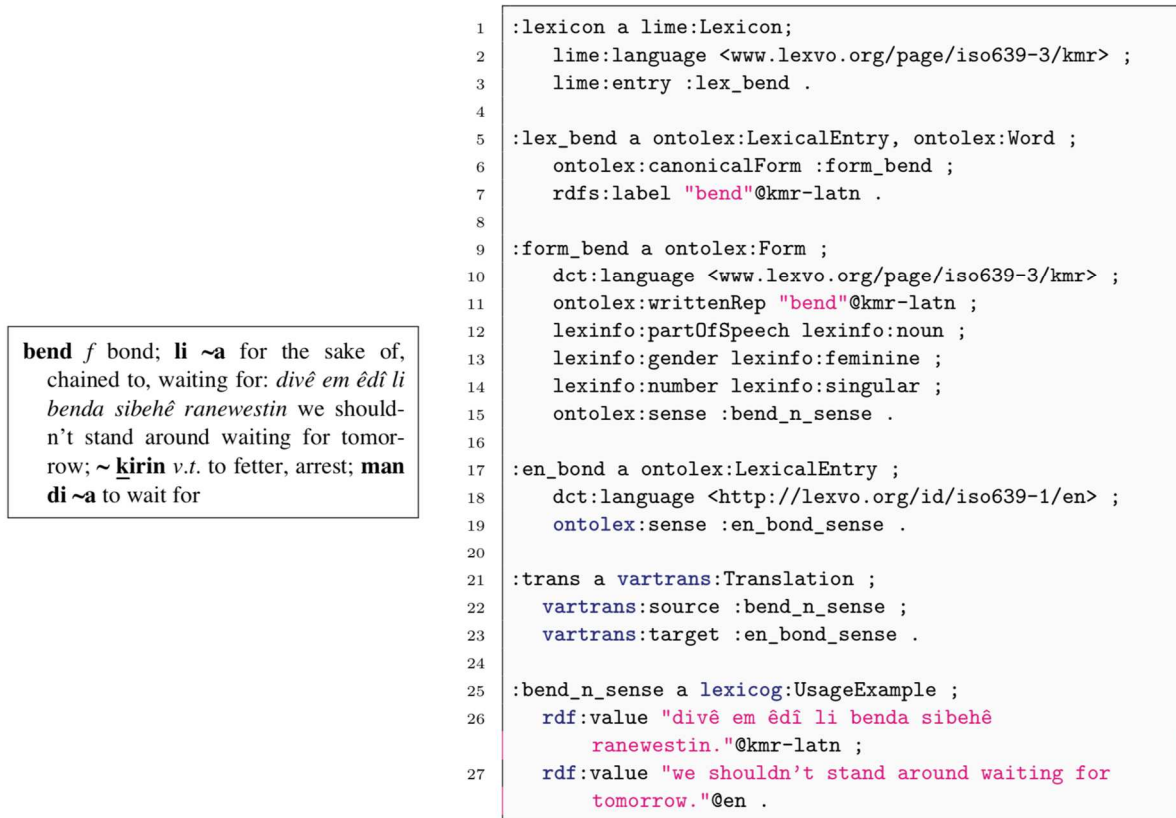 bend f bond; li ~a for the sake of,
chained to, waiting for: divê em êdî li
benda sibehê ranewestin we should-
n't stand around waiting for tomor-
row; ~ kirin v.t. to fetter, arrest; man
di ~a to wait for
1 :lexicon a lime:Lexicon;
2 lime:language <www.lexvo.org/page/iso639-3/kmr> ;
3 lime:entry :lex_bend .
4
5 :lex_bend a ontolex:LexicalEntry, ontolex:Word ;
6 ontolex:canonicalForm :form_bend ;
7 rdfs:label "bend"@kmr-latn .
8
9 :form_bend a ontolex:Form ;
10 dct:language <www.lexvo.org/page/iso639-3/kmr> ;
11 ontolex:writtenRep "bend"@kmr-latn ;
12 lexinfo:partOfSpeech lexinfo:noun ;
13 lexinfo:gender lexinfo:feminine ;
14 lexinfo:number lexinfo:singular ;
15 ontolex:sense :bend_n_sense .
16
17 :en_bond a ontolex:LexicalEntry ;
18 dct:language <http://lexvo.org/id/iso639-1/en> ;
19 ontolex:sense :en_bond_sense .
20
21 :trans a vartrans:Translation ;
22 vartrans:source :bend_n_sense ;
23 vartrans:target :en_bond_sense .
24
25 :bend_n_sense a lexicog:UsageExample ;
26 rdf:value "divê em êdî li benda sibehê
ranewestin."@kmr-latn ;
27 rdf:value "we shouldn't stand around waiting for
tomorrow."@en .